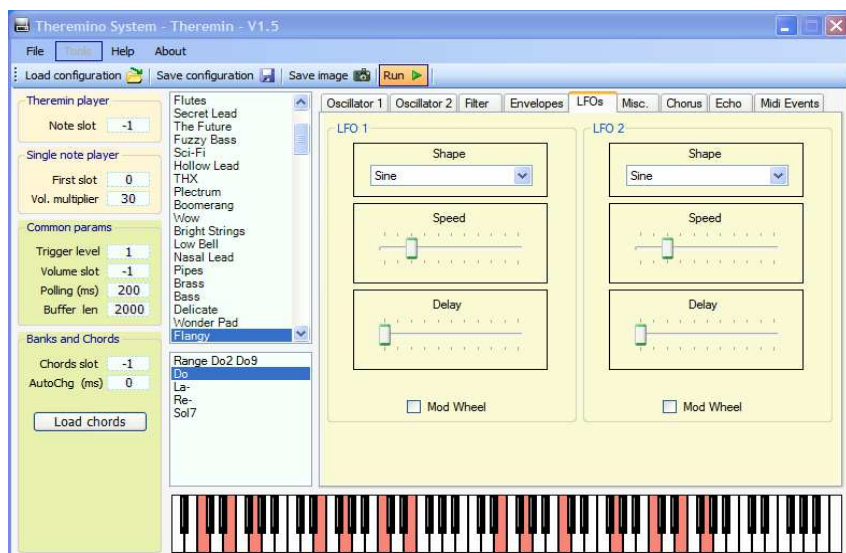 Theremino System - Theremin - V1.5
File Tools Help About
Load configuration Save configuration Save image Run
Theremin player
Note slot -1
Single note player
First slot 0
Vol. multiplier 30
Common params
Trigger level 1
Volume slot -1
Polling (ms) 200
Buffer len 2000
Banks and Chords
Chords slot -1
AutoChg (ms) 0
Load chords
Flutes
Secret Lead
The Future
Fuzzy Bass
Sci-Fi
Hollow Lead
THX
Plectrum
Boomerang
Wow
Bright Strings
Low Bell
Nasal Lead
Pipes
Brass
Bass
Delicate
Wonder Pad
Flangy
Range Do2 Do9
Do
La-
Re-
Sol7
Oscillator 1 Oscillator 2 Filter Envelopes LFOs Misc. Chorus Echo Midi Events
LFO 1
Shape
Sine
Speed
Delay
Mod Wheel
LFO 2
Shape
Sine
Speed
Delay
Mod Wheel